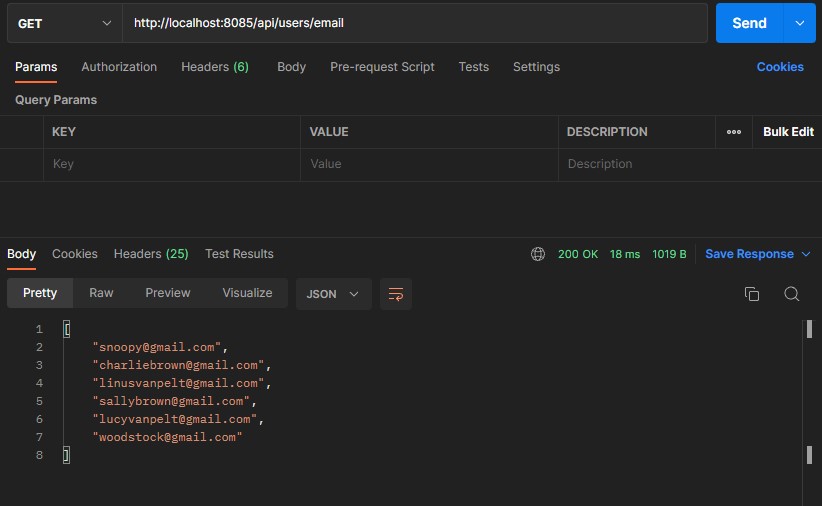 GET http://localhost:8085/api/users/email Send
Params Authorization Headers (6) Body Pre-request Script Tests Settings Cookies
Query Params
KEY VALUE DESCRIPTION ••• Bulk Edit
Key Value Description
Body Cookies Headers (25) Test Results 200 OK 18 ms 1019 B Save Response
Pretty Raw Preview Visualize JSON
1 [
2 "snoopy@gmail.com",
3 "charliebrown@gmail.com",
4 "linusvanpelt@gmail.com",
5 "sallybrown@gmail.com",
6 "lucyvanpelt@gmail.com",
7 "woodstock@gmail.com"
8 ]